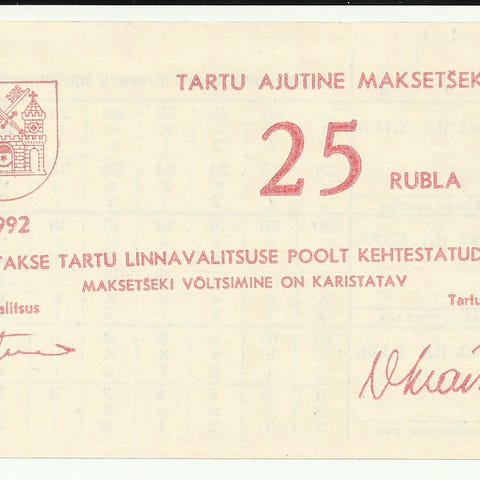 TARTU AJUTINE MAKSETŠEK
25 RUBLA
992
TAKSE TARTU LINNAVALITSUSE POOLT KEHTESTATUD
MAKSETŠEKI VÕLTSIMINE ON KARISTATAV
alitsus Tartu